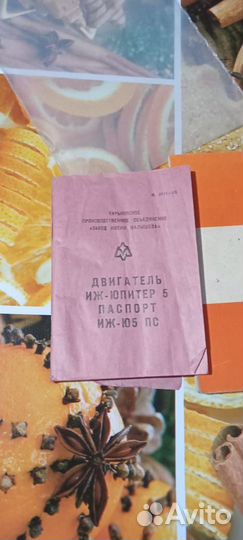 ХАРЬКОВСКОЕ
ПРОИЗВОДСТВЕННОЕ ОБЪЕДИНЕНИЕ
«ЗАВОД ИМЕНИ МАЛЫШЕВА»
ДВИГАТЕЛЬ
ИЖ-ЮПИТЕР 5
ПАСПОРТ
ИЖ-Ю5 ПС
Avito